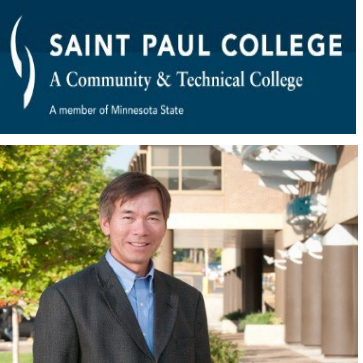 SAINT PAUL COLLEGE
A Community & Technical College
A member of Minnesota State